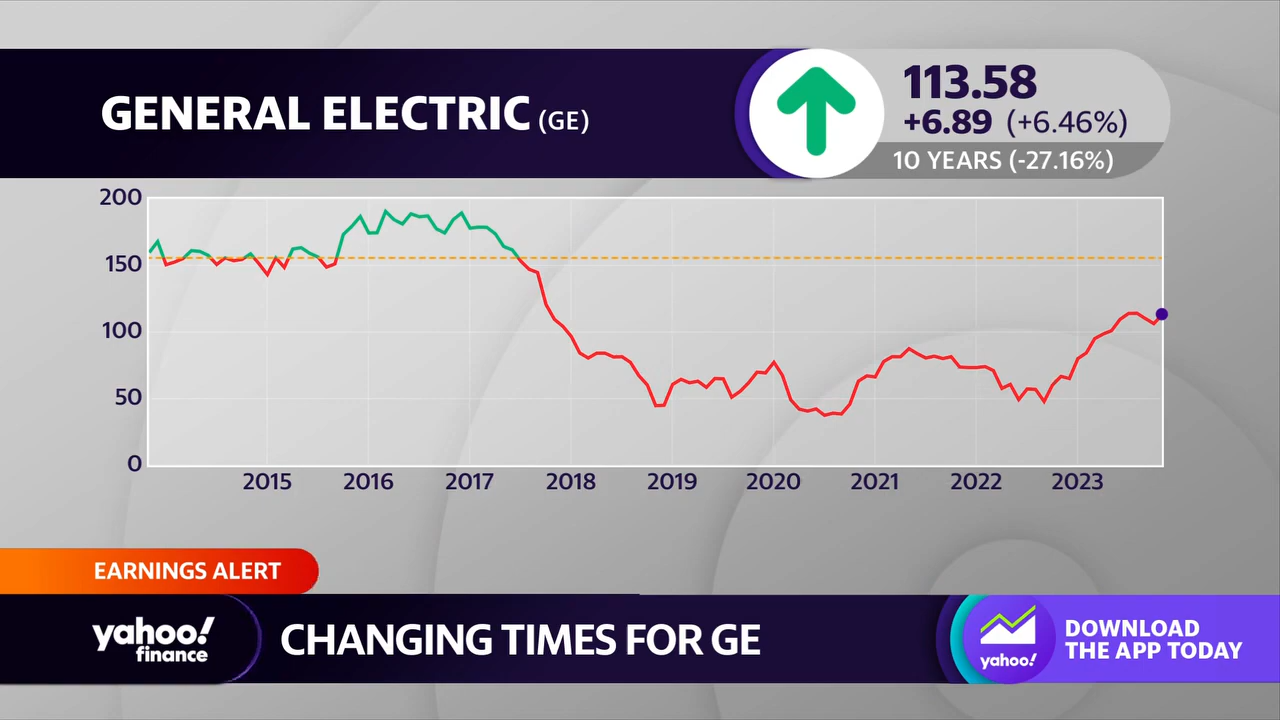 GENERAL ELECTRIC (GE)
113.58
+6.89 (+6.46%)
10 YEARS (-27.16%)
200
150
100
50
0
2015 2016 2017 2018 2019 2020 2021 2022 2023
EARNINGS ALERT
yahoo!
finance
CHANGING TIMES FOR GE
yahoo!
DOWNLOAD
THE APP TODAY